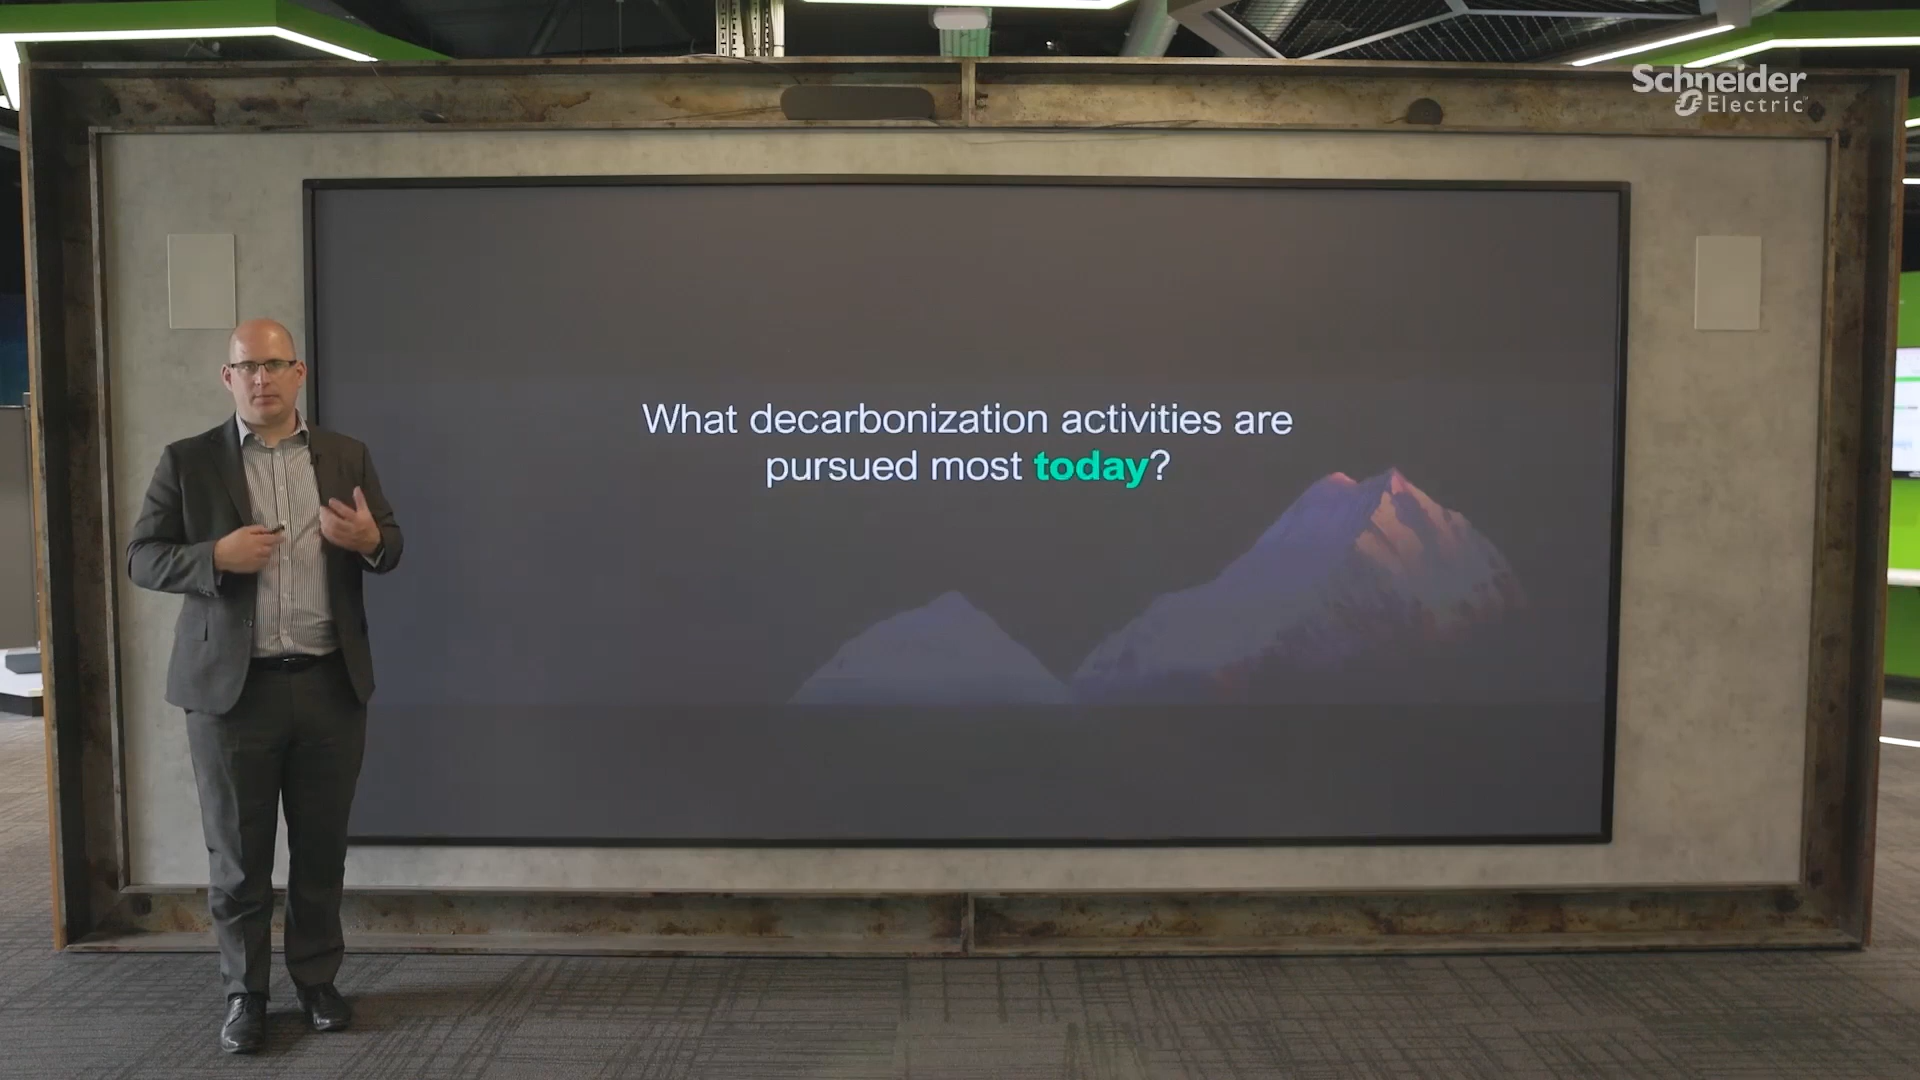 Schneider
Electric
What decarbonization activities are
pursued most today?